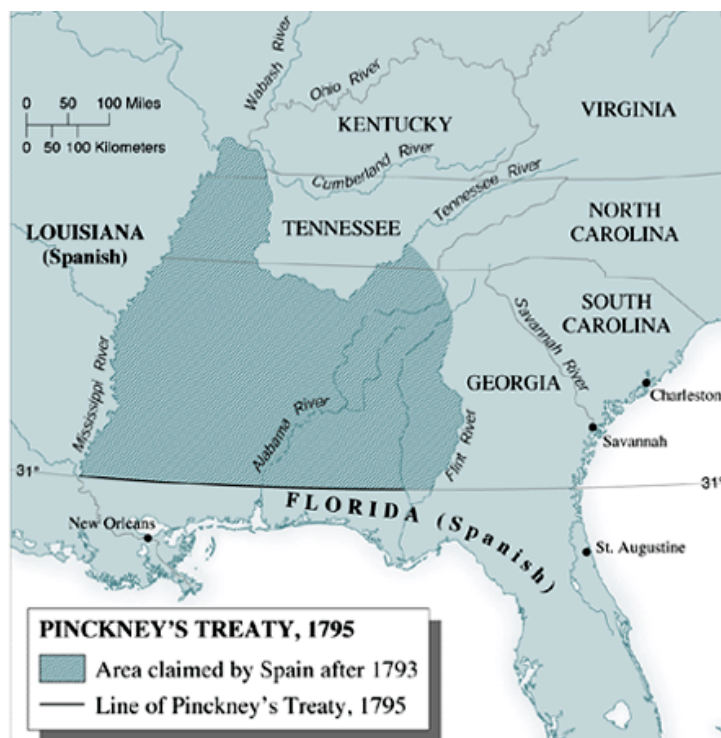 Wabash River
Ohio River
VIRGINIA
0 50 100 Miles
0 50 100 Kilometers
KENTUCKY
Cumberland River
Tennessee River
LOUISIANA
(Spanish)
TENNESSEE
NORTH
CAROLINA
SOUTH
CAROLINA
Savannah River
Mississippi River
GEORGIA
Charleston
Alabama River
Flint River
Savannah
31°
31°
FLORIDA (Spanish)
New Orleans
St. Augustine
PINCKNEY'S TREATY, 1795
Area claimed by Spain after 1793
Line of Pinckney's Treaty, 1795